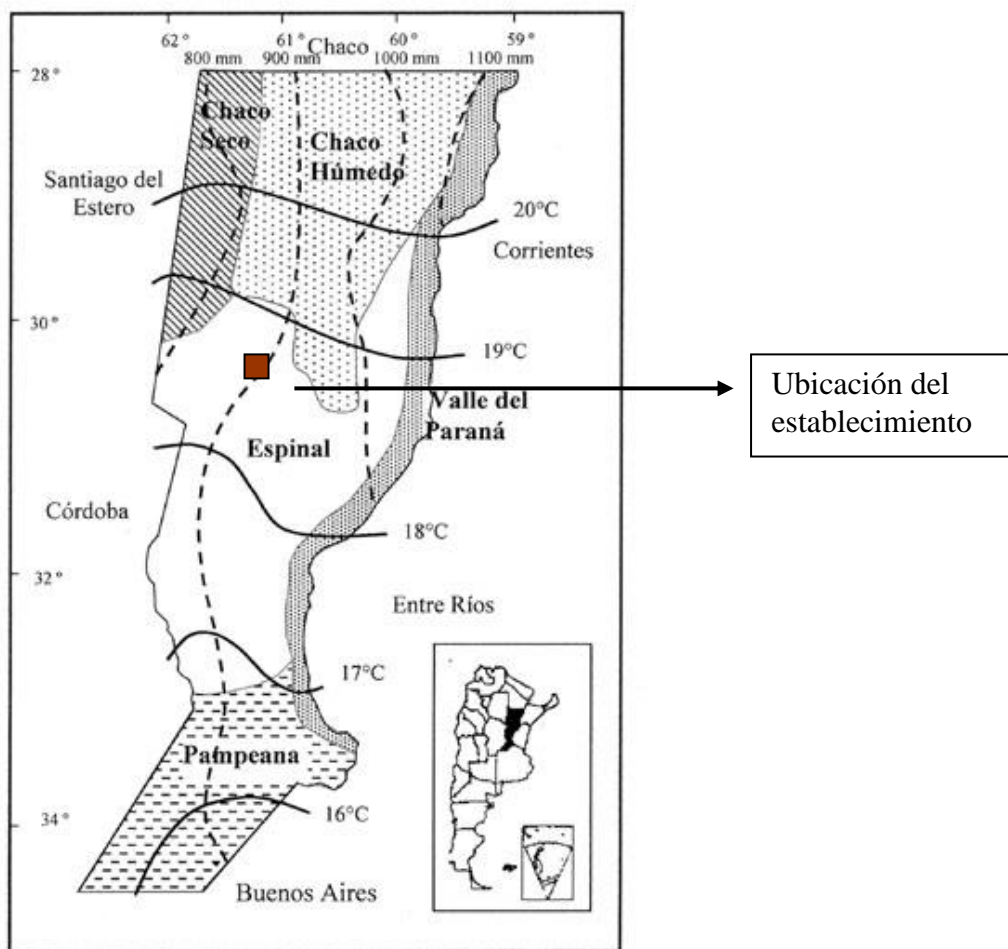 62° 61° 60° 59°
Chaco
800 mm 900 mm 1000 mm 1100 mm
28°
Chaco
Seco
Chaco
Húmedo
Santiago del
Estero
20°C
Corrientes
30°
19°C
Ubicación del
establecimiento
Valle del
Paraná
Espinal
Córdoba
18°C
32°
Entre Ríos
17°C
Pampeana
34°
16°C
Buenos Aires